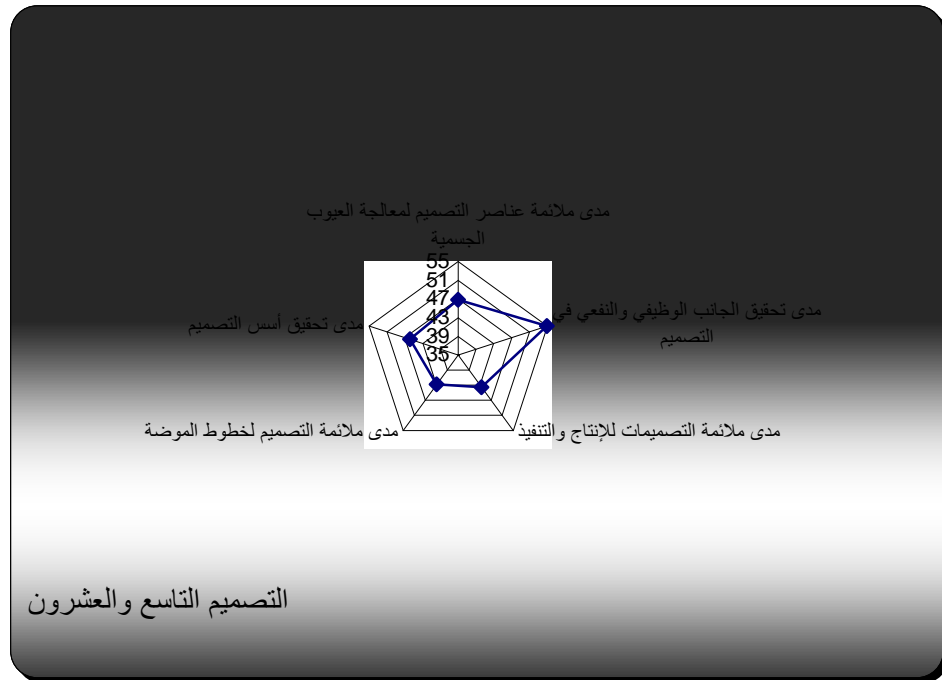 مدى ملائمة عناصر التصميم لمعالجة العيوب
الجسمية
55
51
47
43
39
35
مدى تحقيق الجانب الوظيفي والنفعي في
التصميم
مدى تحقيق أسس التصميم
مدى ملائمة التصميمات للإنتاج والتنفيذ
مدى ملائمة التصميم لخطوط الموضة
التصميم التاسع والعشرون